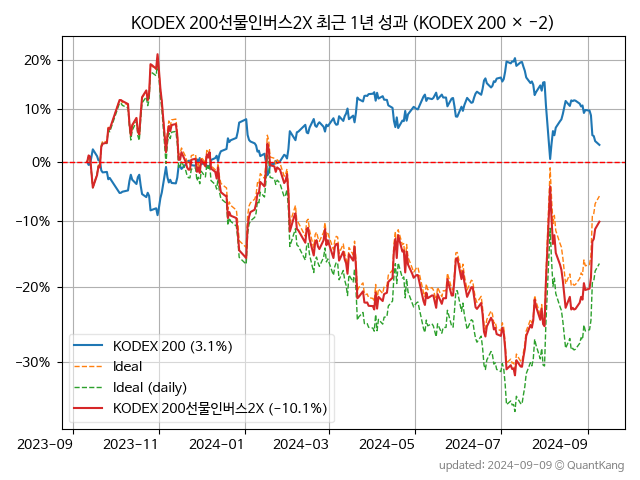 KODEX 200선물인버스2X 최근 1년 성과 (KODEX 200 × −2)
20%
10%
0%
−10%
−20%
−30%
KODEX 200 (3.1%)
Ideal
Ideal (daily)
KODEX 200선물인버스2X (−10.1%)
2023-09 2023-11 2024-01 2024-03 2024-05 2024-07 2024-09
updated: 2024-09-09 © QuantKang